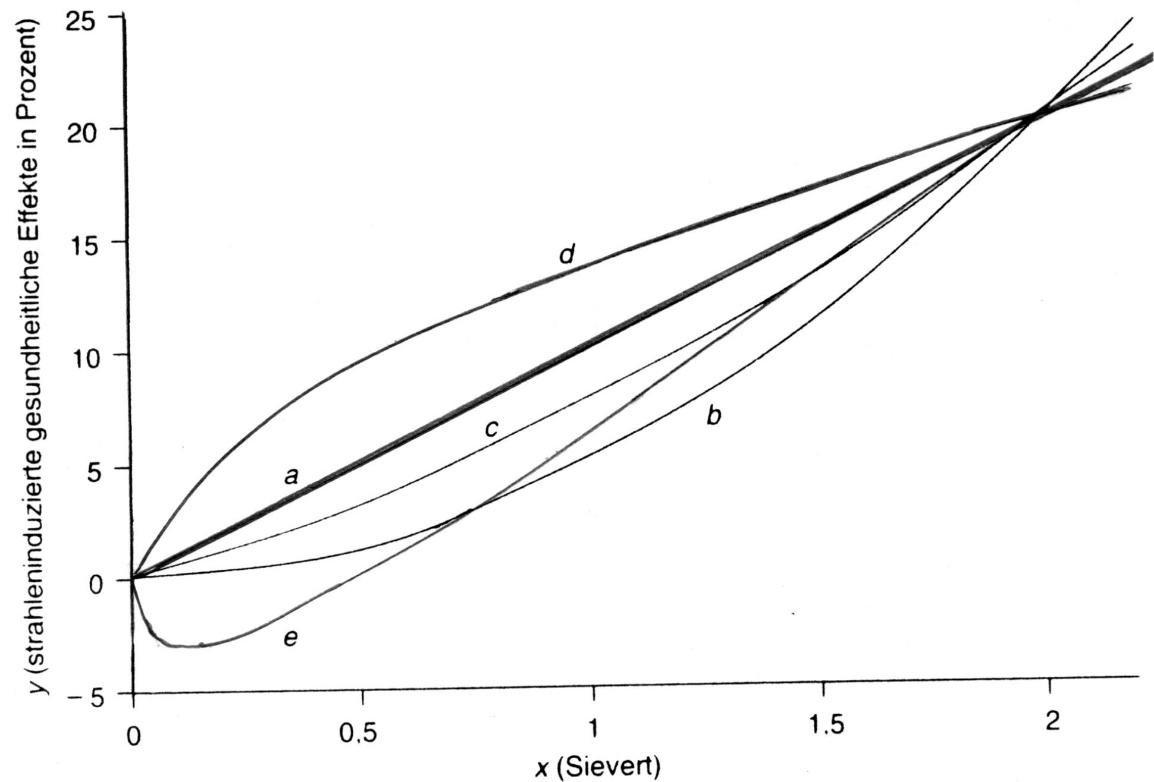 y (strahleninduzierte gesundheitliche Effekte in Prozent)
25
20
15
10
5
0
– 5
d
a
c
b
e
0
0,5
1
1,5
2
x (Sievert)